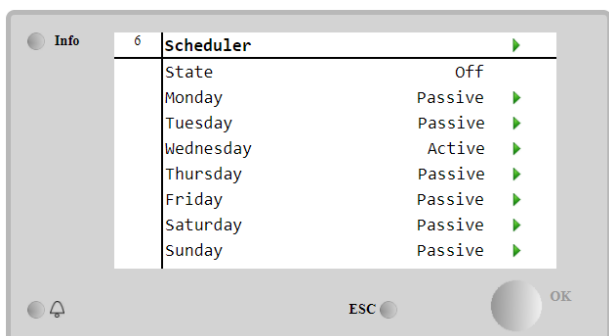 Info
6 Scheduler
State Off
Monday Passive
Tuesday Passive
Wednesday Active
Thursday Passive
Friday Passive
Saturday Passive
Sunday Passive
ESC
OK